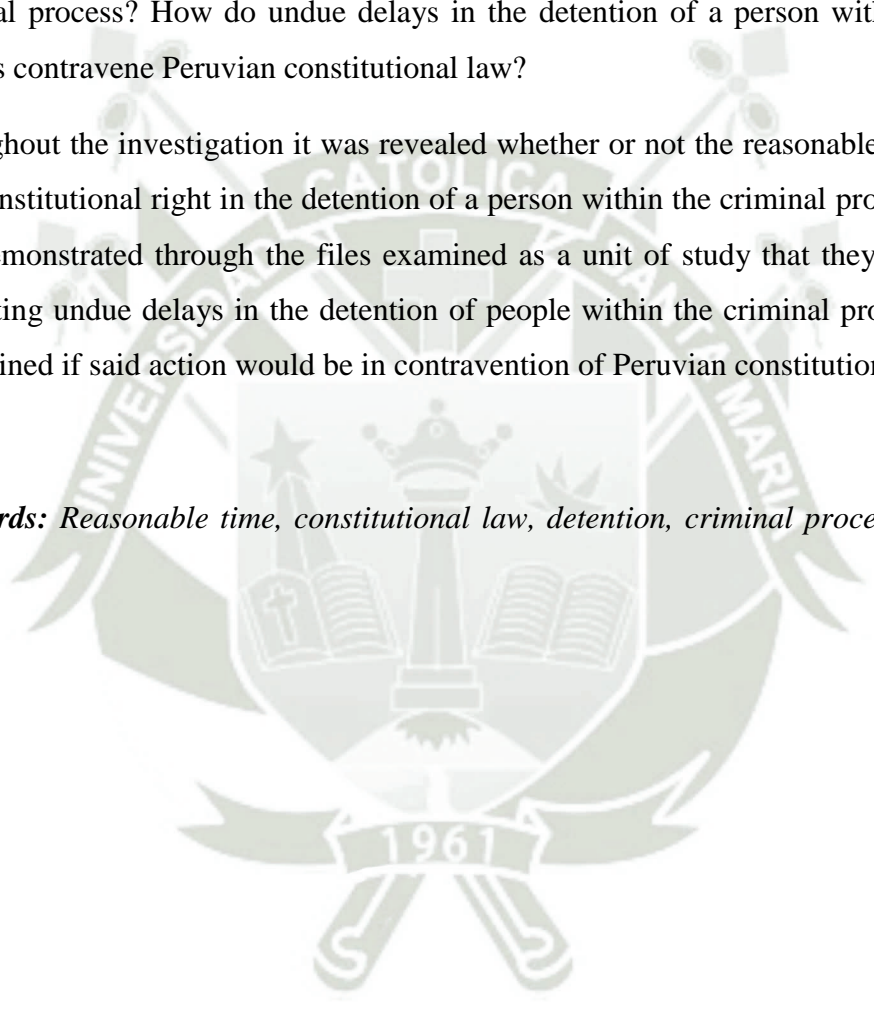 al process? How do undue delays in the detention of a person with
s contravene Peruvian constitutional law?
ghout the investigation it was revealed whether or not the reasonable
nstitutional right in the detention of a person within the criminal pro
emonstrated through the files examined as a unit of study that they
ting undue delays in the detention of people within the criminal pro
ined if said action would be in contravention of Peruvian constitution
rds: Reasonable time, constitutional law, detention, criminal proce
UNIVERSIDAD CATOLICA SANTA MARI
1961